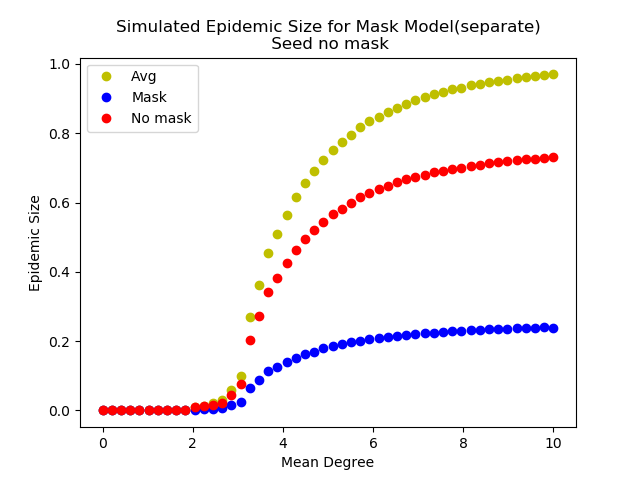 Simulated Epidemic Size for Mask Model(separate)
Seed no mask
Avg
Mask
No mask
Epidemic Size
1.0
0.8
0.6
0.4
0.2
0.0
0 2 4 6 8 10
Mean Degree